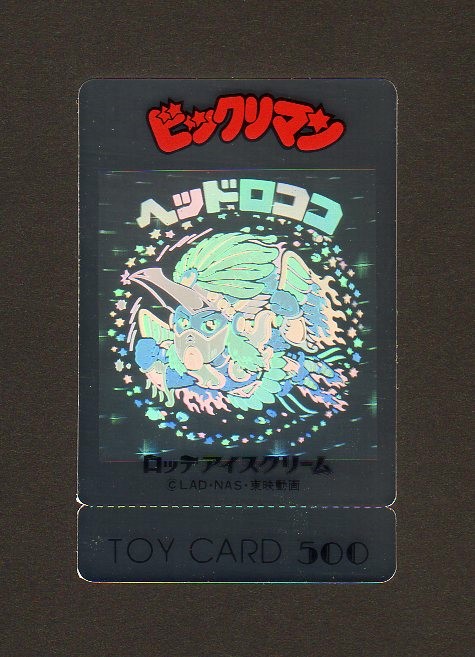 ビックリマン
ヘッドロココ
ロッテアイスクリーム
©LAD·NAS·東映動画
TOY CARD 500